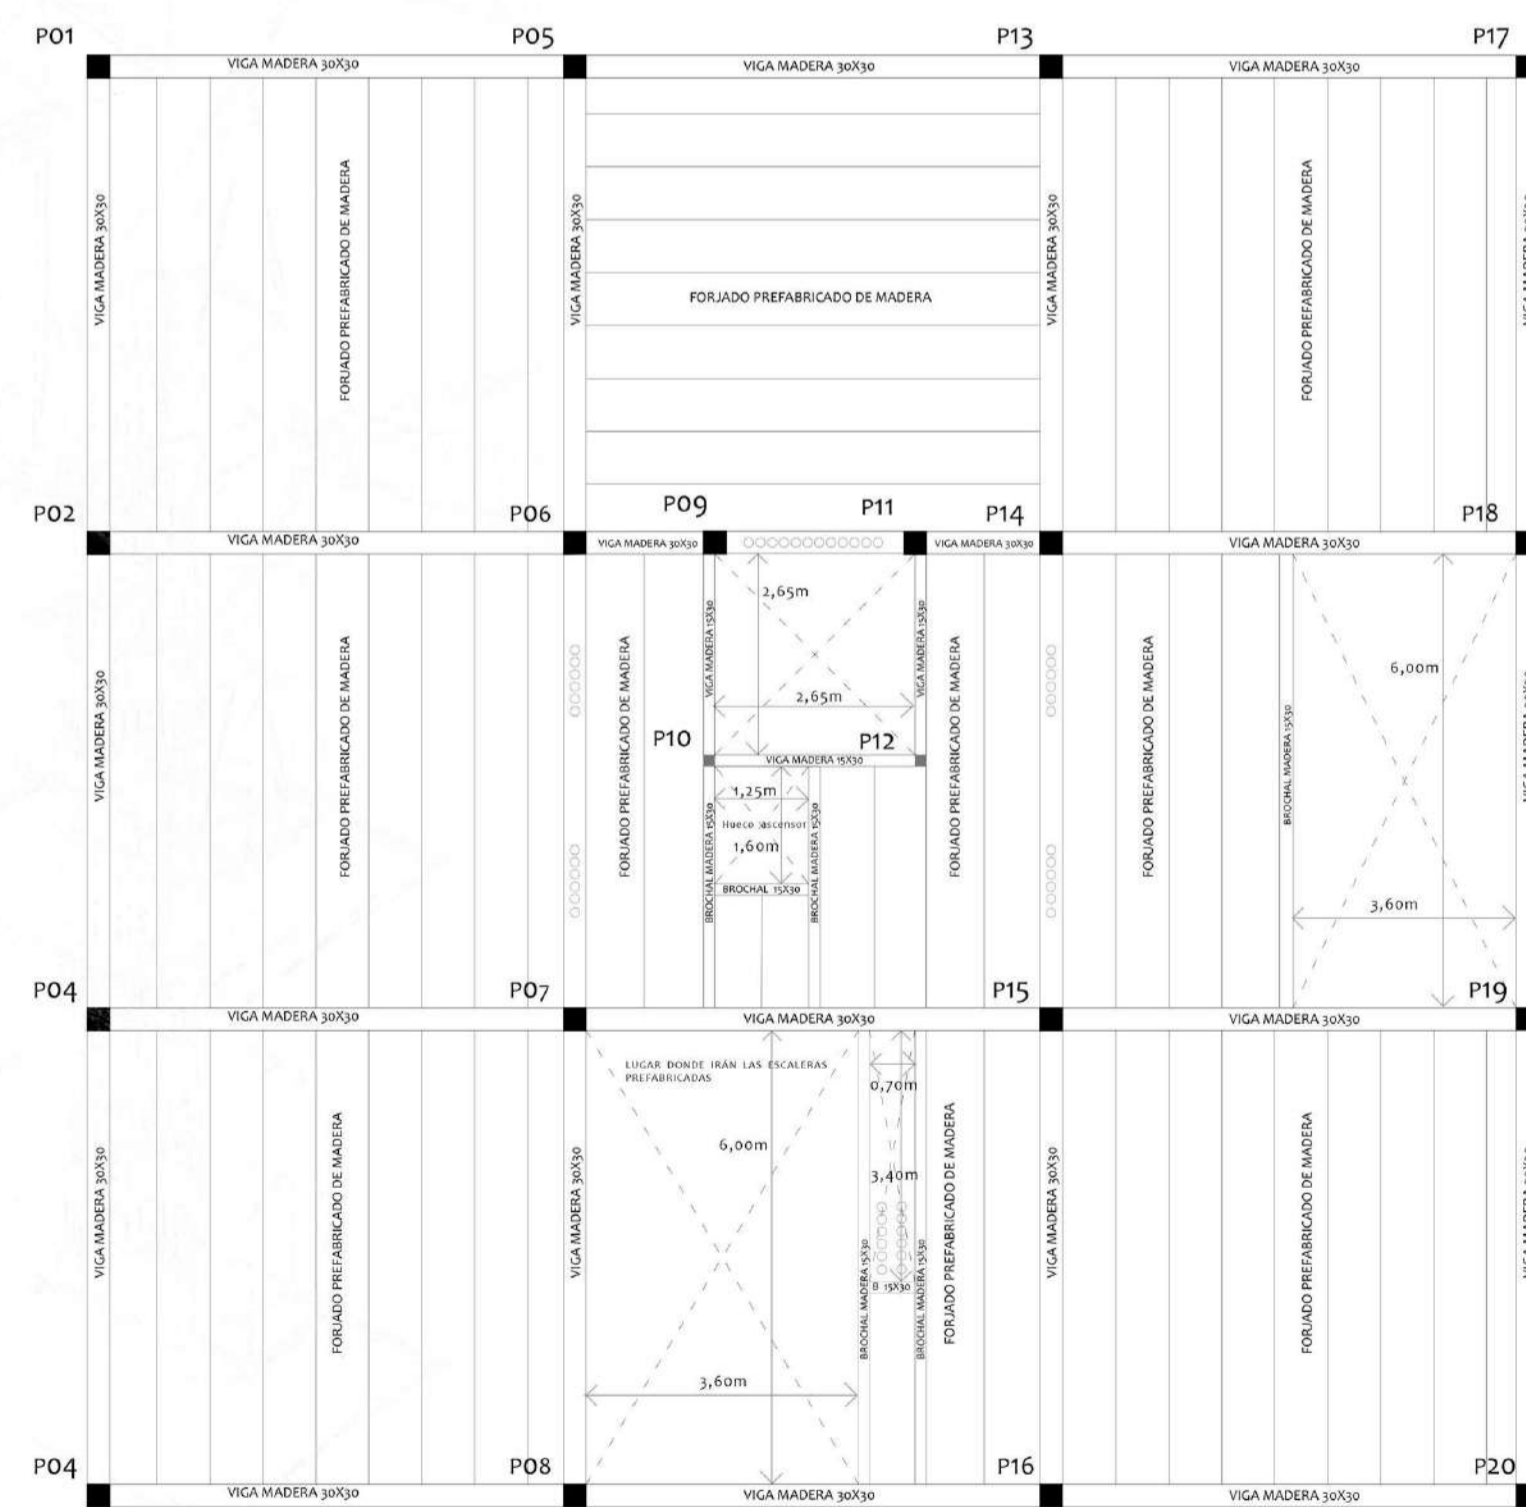 P01 P05 P13 P17
VIGA MADERA 30X30 VIGA MADERA 30X30 VIGA MADERA 30X30
VIGA MADERA 30X30
FORJADO PREFABRICADO DE MADERA
VIGA MADERA 30X30
FORJADO PREFABRICADO DE MADERA
VIGA MADERA 30X30
FORJADO PREFABRICADO DE MADERA
P02 P06 P09 P11 P14 P18
VIGA MADERA 30X30 VIGA MADERA 30X30 VIGA MADERA 30X30 VIGA MADERA 30X30
VIGA MADERA 30X30
FORJADO PREFABRICADO DE MADERA
FORJADO PREFABRICADO DE MADERA
VIGA MADERA 15X30
2,65m
2,65m
VIGA MADERA 15X30
FORJADO PREFABRICADO DE MADERA
FORJADO PREFABRICADO DE MADERA
BROCHAL MADERA 15X30
6,00m
3,60m
P10 P12
VIGA MADERA 15X30
1,25m
Hueco ascensor
1,60m
BROCHAL MADERA 15X30
BROCHAL 15X30
BROCHAL MADERA 15X30
P04 P07 P15 P19
VIGA MADERA 30X30 VIGA MADERA 30X30 VIGA MADERA 30X30
VIGA MADERA 30X30
FORJADO PREFABRICADO DE MADERA
VIGA MADERA 30X30
LUGAR DONDE IRÁN LAS ESCALERAS
PREFABRICADAS
6,00m
3,60m
0,70m
3,40m
BROCHAL MADERA 15X30
B 15X30
BROCHAL MADERA 15X30
FORJADO PREFABRICADO DE MADERA
VIGA MADERA 30X30
FORJADO PREFABRICADO DE MADERA
P04 P08 P16 P20
VIGA MADERA 30X30 VIGA MADERA 30X30 VIGA MADERA 30X30